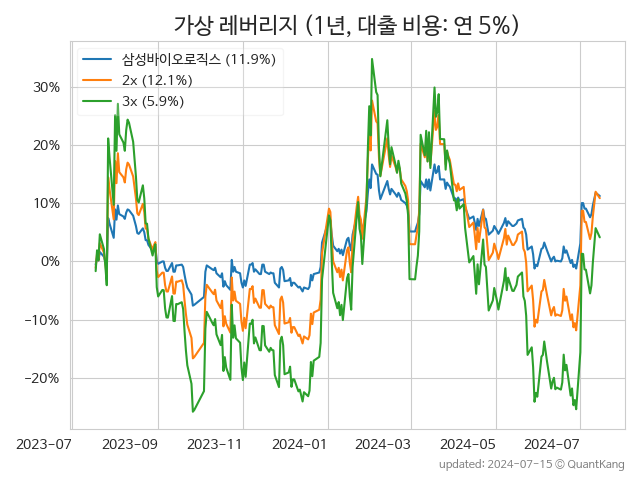 가상 레버리지 (1년, 대출 비용: 연 5%)
삼성바이오로직스 (11.9%)
2x (12.1%)
3x (5.9%)
30%
20%
10%
0%
−10%
−20%
2023-07 2023-09 2023-11 2024-01 2024-03 2024-05 2024-07
updated: 2024-07-15 © QuantKang